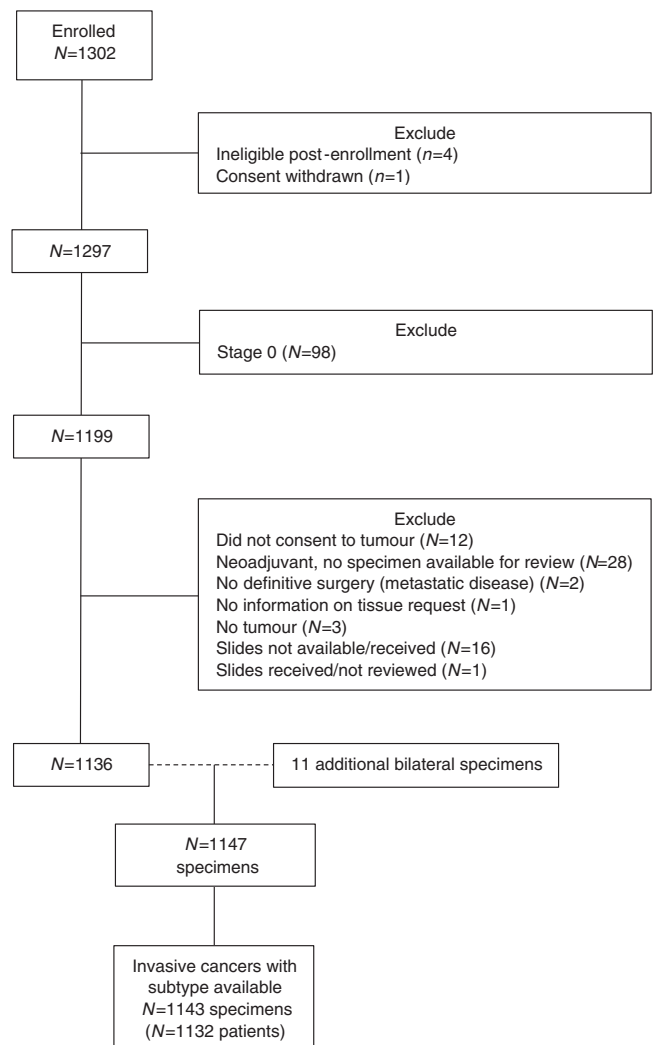 Enrolled
N=1302
Exclude
Ineligible post-enrollment (n=4)
Consent withdrawn (n=1)
N=1297
Exclude
Stage 0 (N=98)
N=1199
Exclude
Did not consent to tumour (N=12)
Neoadjuvant, no specimen available for review (N=28)
No definitive surgery (metastatic disease) (N=2)
No information on tissue request (N=1)
No tumour (N=3)
Slides not available/received (N=16)
Slides received/not reviewed (N=1)
N=1136
11 additional bilateral specimens
N=1147
specimens
Invasive cancers with
subtype available
N=1143 specimens
(N=1132 patients)